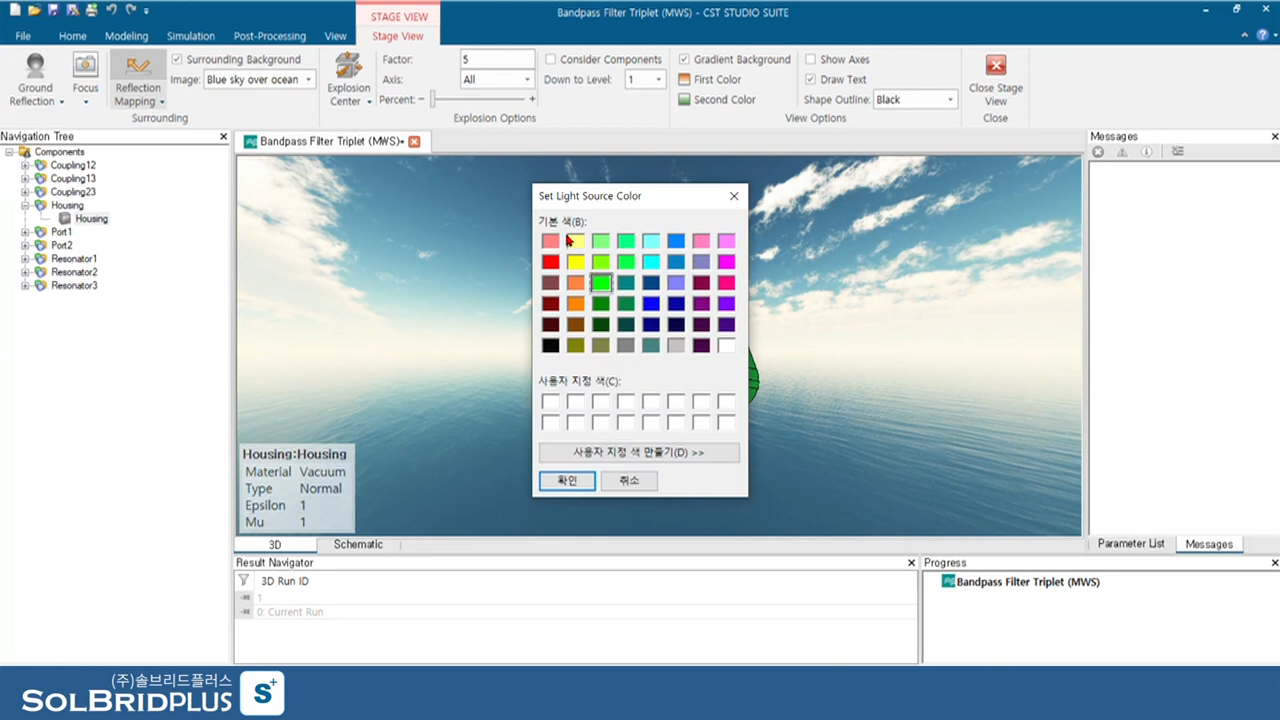 Bandpass Filter Triplet (MWS) - CST STUDIO SUITE
STAGE VIEW
File Home Modeling Simulation Post-Processing View Stage View
Ground Reflection
Focus
Reflection Mapping
Surrounding Background
Image: Blue sky over ocean
Surrounding
Explosion Center
Factor: 5
Axis: All
Percent:
Consider Components
Down to Level: 1
Explosion Options
Gradient Background
First Color
Second Color
Show Axes
Draw Text
Shape Outline: Black
View Options
Close Stage View
Close
Navigation Tree
Components
Coupling12
Coupling13
Coupling23
Housing
Housing
Port1
Port2
Resonator1
Resonator2
Resonator3
Bandpass Filter Triplet (MWS)*
Set Light Source Color
기본 색(B):
사용자 지정 색(C):
사용자 지정 색 만들기(D) >>
확인 취소
Housing:Housing
Material Vacuum
Type Normal
Epsilon 1
Mu 1
3D Schematic
Messages
Parameter List Messages
Result Navigator
3D Run ID
1
0: Current Run
Progress
Bandpass Filter Triplet (MWS)
(주)솔브리드플러스
SOLBRIDPLUS
S+